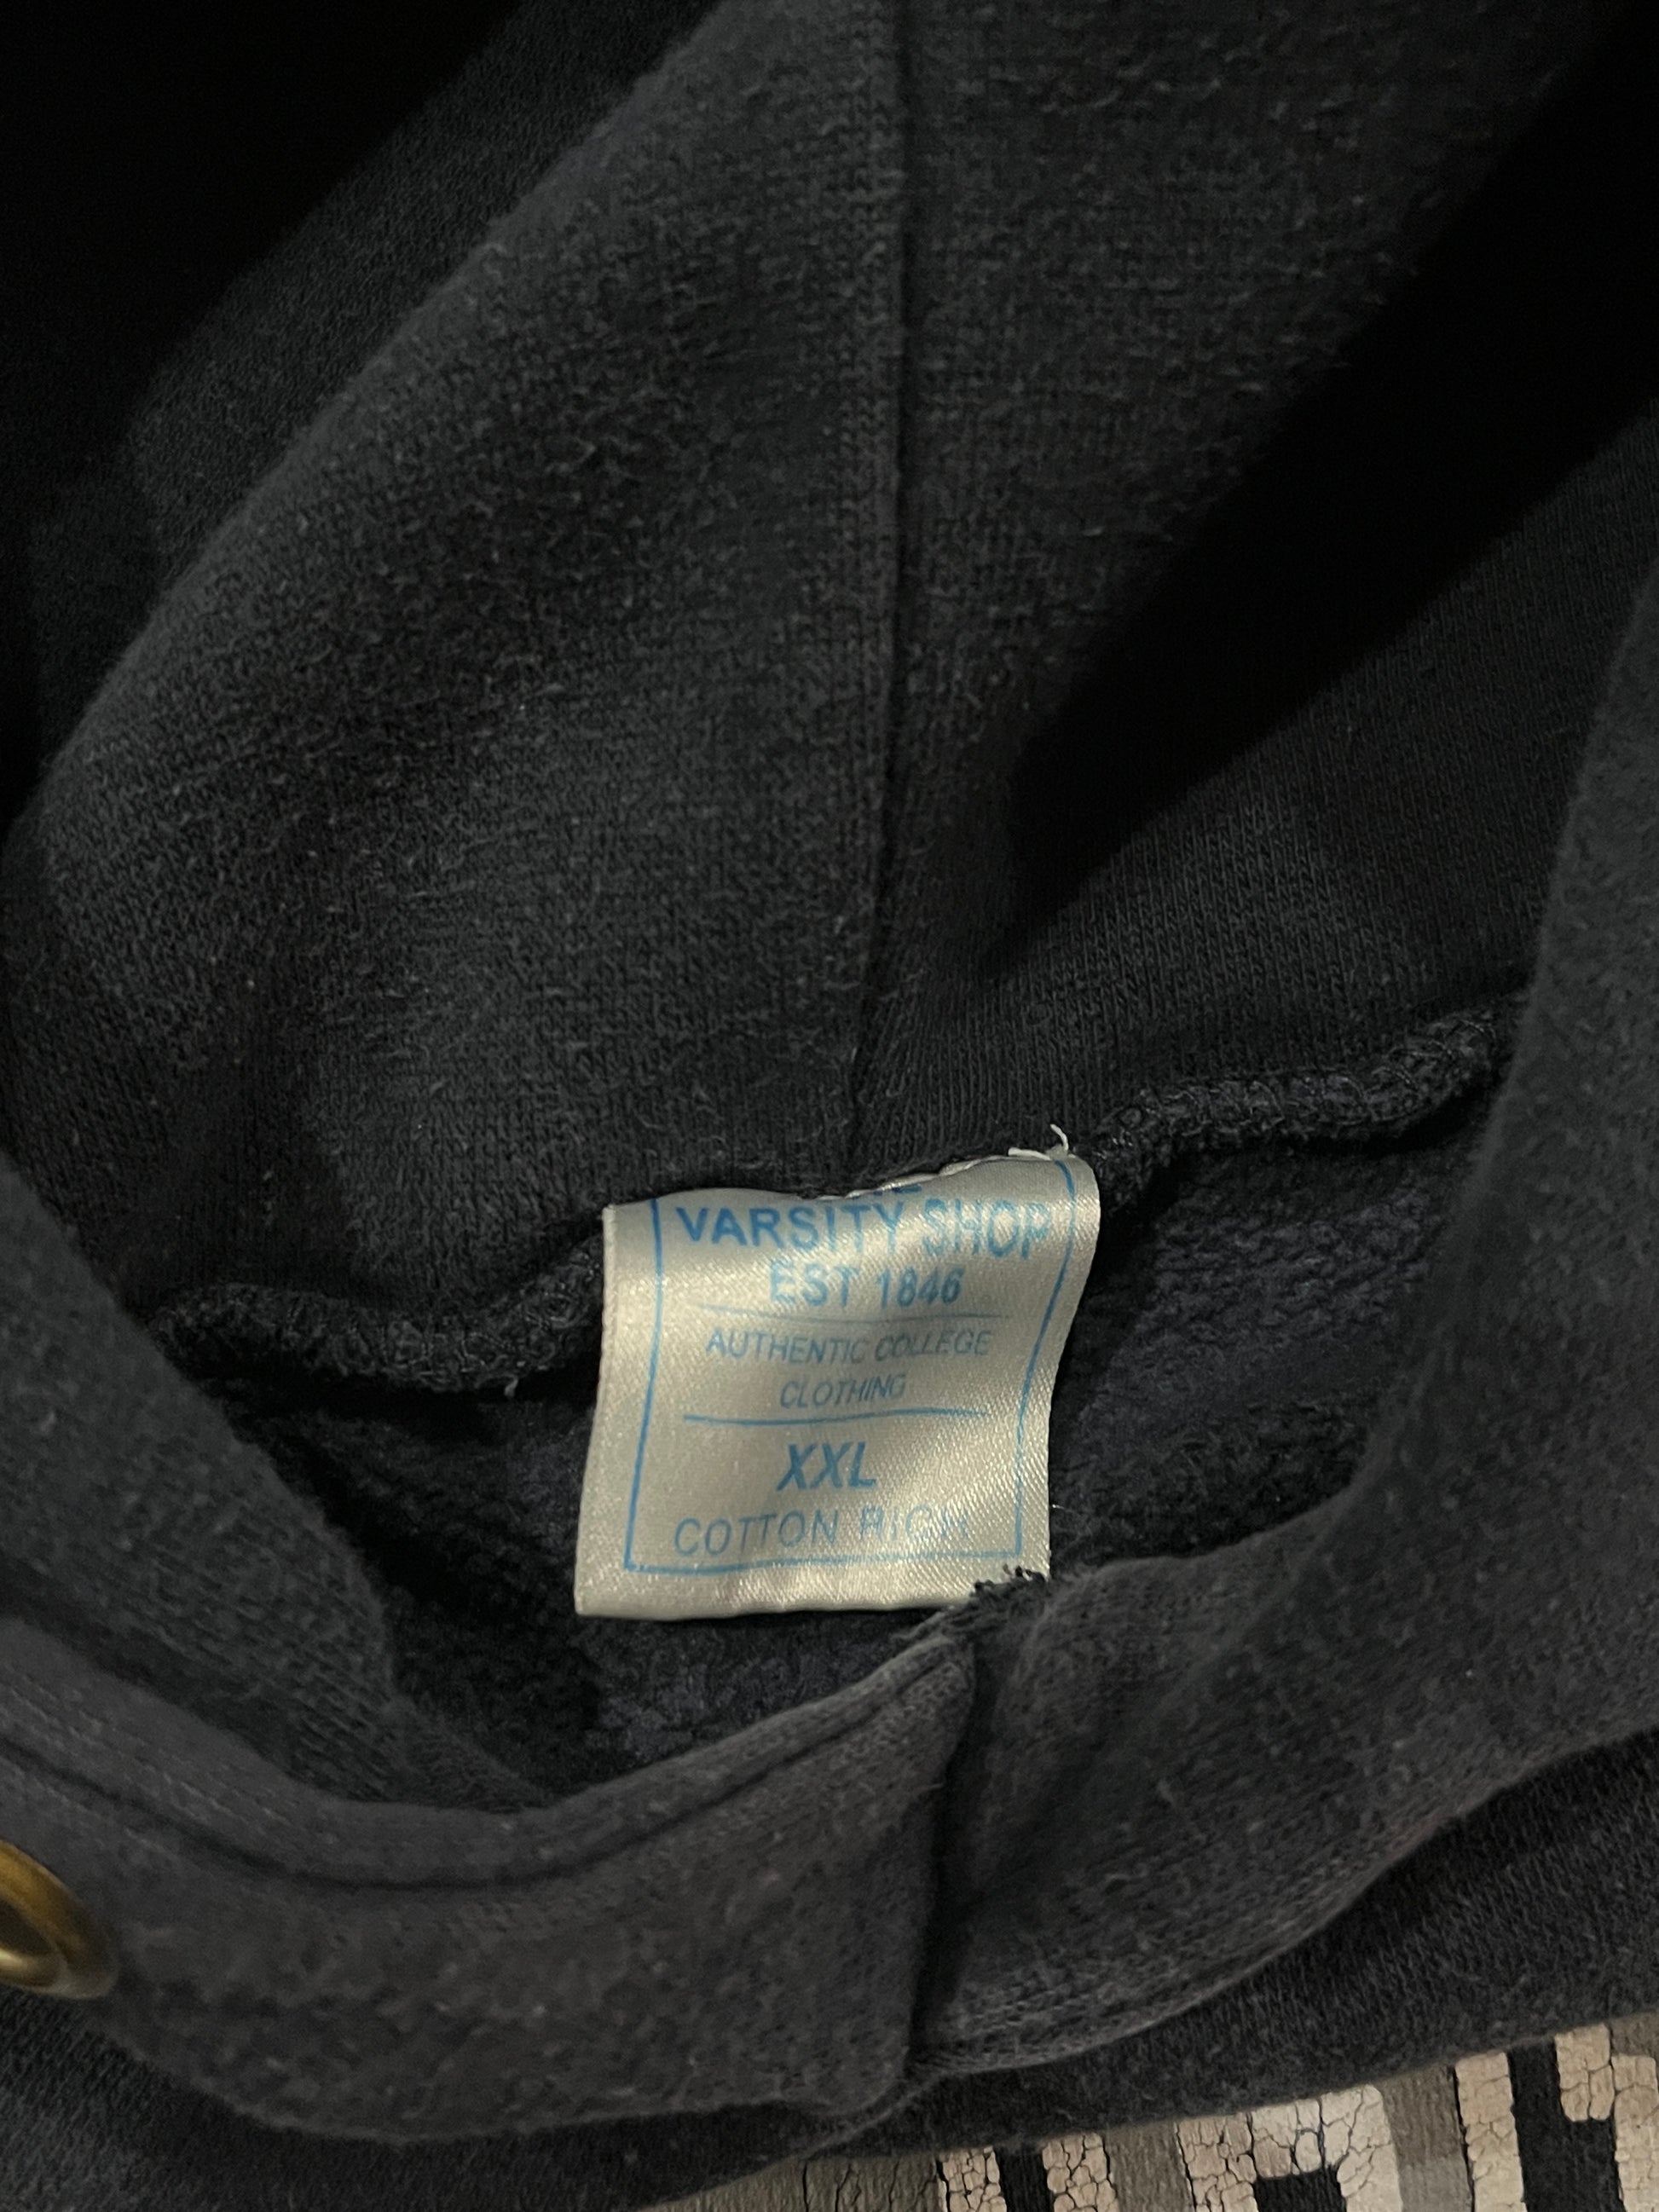 VARSITY SHOP
EST 1846
AUTHENTIC COLLEGE
CLOTHING
XXL
COTTON RICH